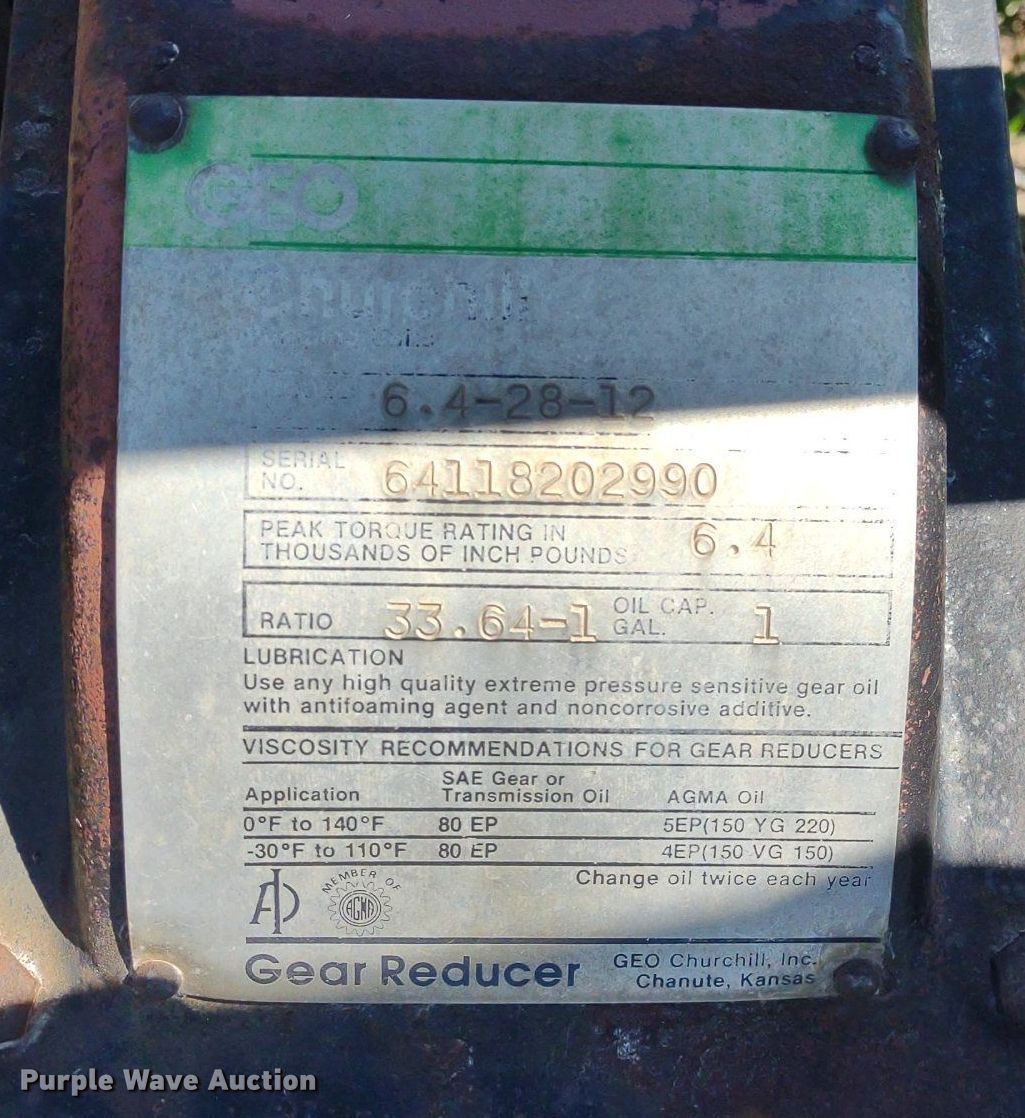 GEO
Churchill
6.4-28-12
SERIAL
NO.
64118202990
PEAK TORQUE RATING IN
THOUSANDS OF INCH POUNDS
6.4
RATIO
33.64-1
OIL CAP.
GAL.
1
LUBRICATION
Use any high quality extreme pressure sensitive gear oil
with antifoaming agent and noncorrosive additive.
VISCOSITY RECOMMENDATIONS FOR GEAR REDUCERS
Application SAE Gear or Transmission Oil AGMA Oil
0°F to 140°F 80 EP 5EP(150 YG 220)
-30°F to 110°F 80 EP 4EP(150 VG 150)
Change oil twice each year
MEMBER OF
AGMA
Gear Reducer
GEO Churchill, Inc.
Chanute, Kansas
Purple Wave Auction